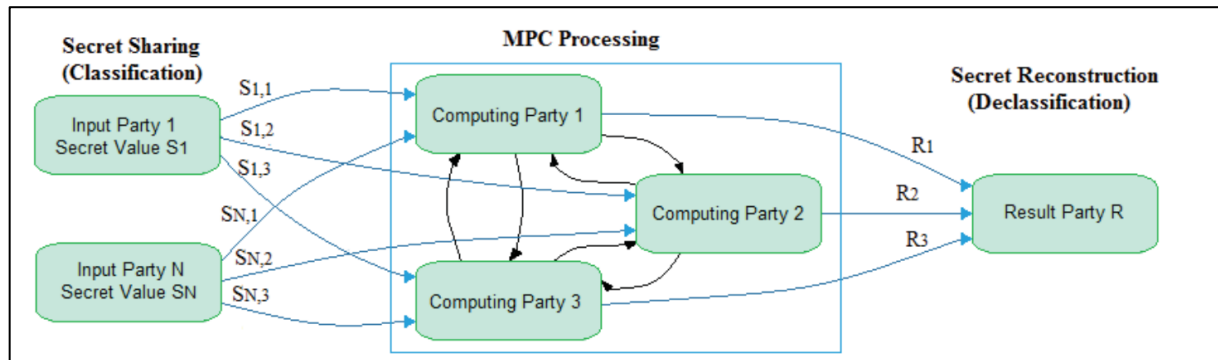 Secret Sharing
(Classification)
Input Party 1
Secret Value S1
Input Party N
Secret Value SN
S1,1
S1,2
S1,3
SN,1
SN,2
SN,3
MPC Processing
Computing Party 1
Computing Party 2
Computing Party 3
R1
R2
R3
Secret Reconstruction
(Declassification)
Result Party R